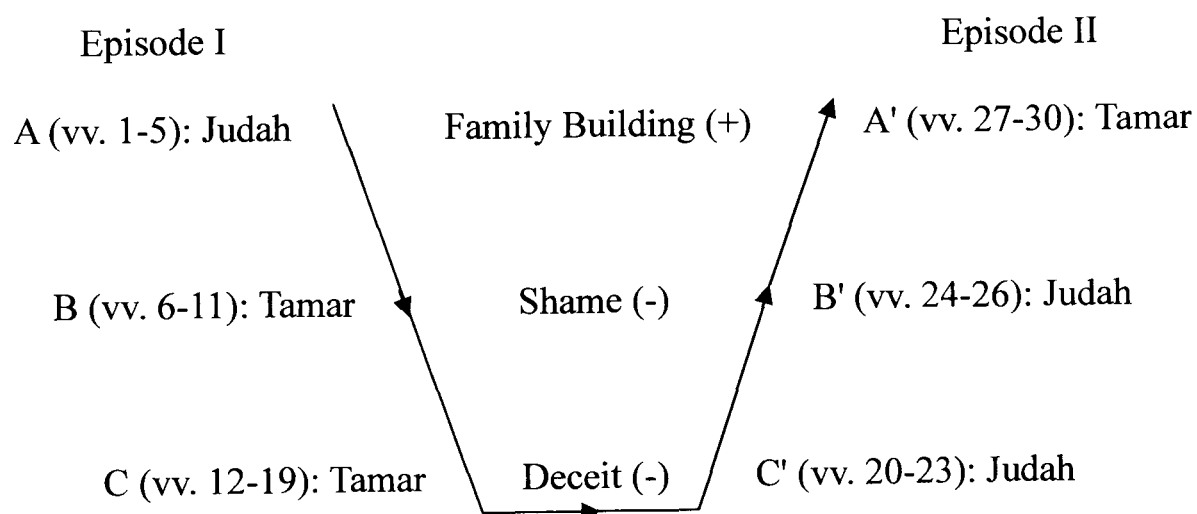 Episode I
Episode II
A (vv. 1-5): Judah
Family Building (+)
A' (vv. 27-30): Tamar
B (vv. 6-11): Tamar
Shame (-)
B' (vv. 24-26): Judah
C (vv. 12-19): Tamar
Deceit (-)
C' (vv. 20-23): Judah